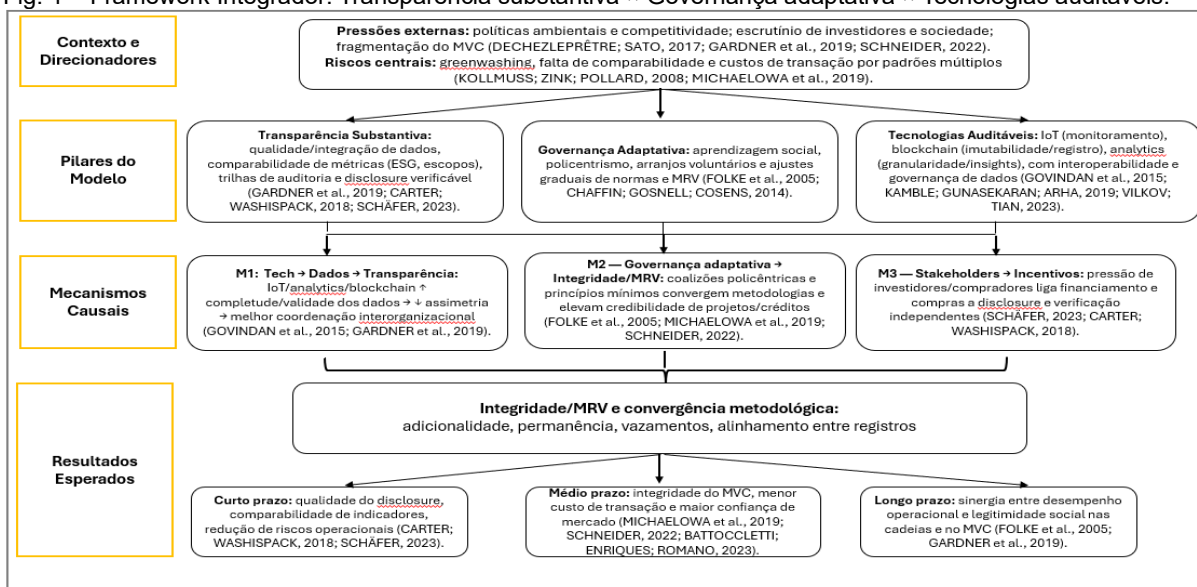 Fig. 4 – Framework integrador: Transparência substantiva × Governança adaptativa × Tecnologias auditáveis.
Contexto e
Direcionadores
Pressões externas: políticas ambientais e competitividade; escrutínio de investidores e sociedade;
fragmentação do MVC (DECHEZLEPRÊTRE; SATO, 2017; GARDNER et al., 2019; SCHNEIDER, 2022).
Riscos centrais: greenwashing, falta de comparabilidade e custos de transação por padrões múltiplos
(KOLLMUSS; ZINK; POLLARD, 2008; MICHAELOWA et al., 2019).
Pilares do
Modelo
Transparência Substantiva:
qualidade/integração de dados,
comparabilidade de métricas (ESG, escopos),
trilhas de auditoria e disclosure verificável
(GARDNER et al., 2019; CARTER;
WASHISPACK, 2018; SCHÄFER, 2023).
Governança Adaptativa: aprendizagem social,
policentrismo, arranjos voluntários e ajustes
graduais de normas e MRV (FOLKE et al., 2005;
CHAFFIN; GOSNELL; COSENS, 2014).
Tecnologias Auditáveis: IoT (monitoramento),
blockchain (imutabilidade/registro), analytics
(granularidade/insights), com interoperabilidade e
governança de dados (GOVINDAN et al., 2015;
KAMBLE; GUNASEKARAN; ARHA, 2019; VILKOV;
TIAN, 2023).
Mecanismos
Causais
M1: Tech → Dados → Transparência:
IoT/analytics/blockchain ↑
completude/validade dos dados → ↓ assimetria
→ melhor coordenação interorganizacional
(GOVINDAN et al., 2015; GARDNER et al., 2019).
M2 — Governança adaptativa →
Integridade/MRV: coalizões policêntricas e
princípios mínimos convergem metodologias e
elevam credibilidade de projetos/créditos
(FOLKE et al., 2005; MICHAELOWA et al., 2019;
SCHNEIDER, 2022).
M3 — Stakeholders → Incentivos: pressão de
investidores/compradores liga financiamento e
compras a disclosure e verificação
independentes (SCHÄFER, 2023; CARTER;
WASHISPACK, 2018).
Resultados
Esperados
Integridade/MRV e convergência metodológica:
adicionalidade, permanência, vazamentos, alinhamento entre registros
Curto prazo: qualidade do disclosure,
comparabilidade de indicadores,
redução de riscos operacionais (CARTER;
WASHISPACK, 2018; SCHÄFER, 2023).
Médio prazo: integridade do MVC, menor
custo de transação e maior confiança de
mercado (MICHAELOWA et al., 2019;
SCHNEIDER, 2022; BATTOCCLETTI;
ENRIQUES; ROMANO, 2023).
Longo prazo: sinergia entre desempenho
operacional e legitimidade social nas
cadeias e no MVC (FOLKE et al., 2005;
GARDNER et al., 2019).